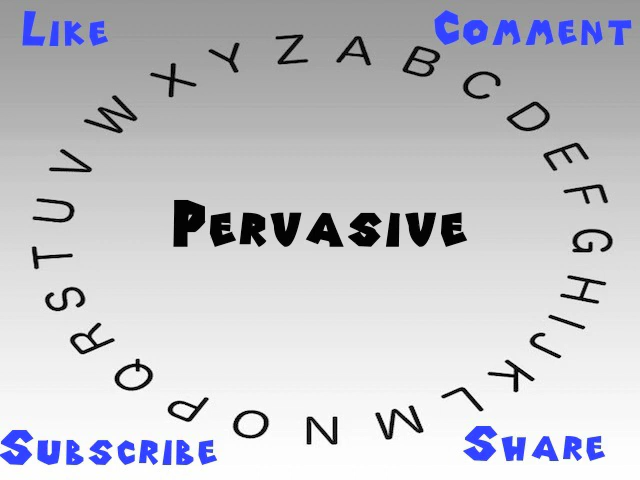 Like
Comment
A B C D E F G H I J K L M N O P Q R S T U V W X Y Z
Pervasive
Subscribe
Share